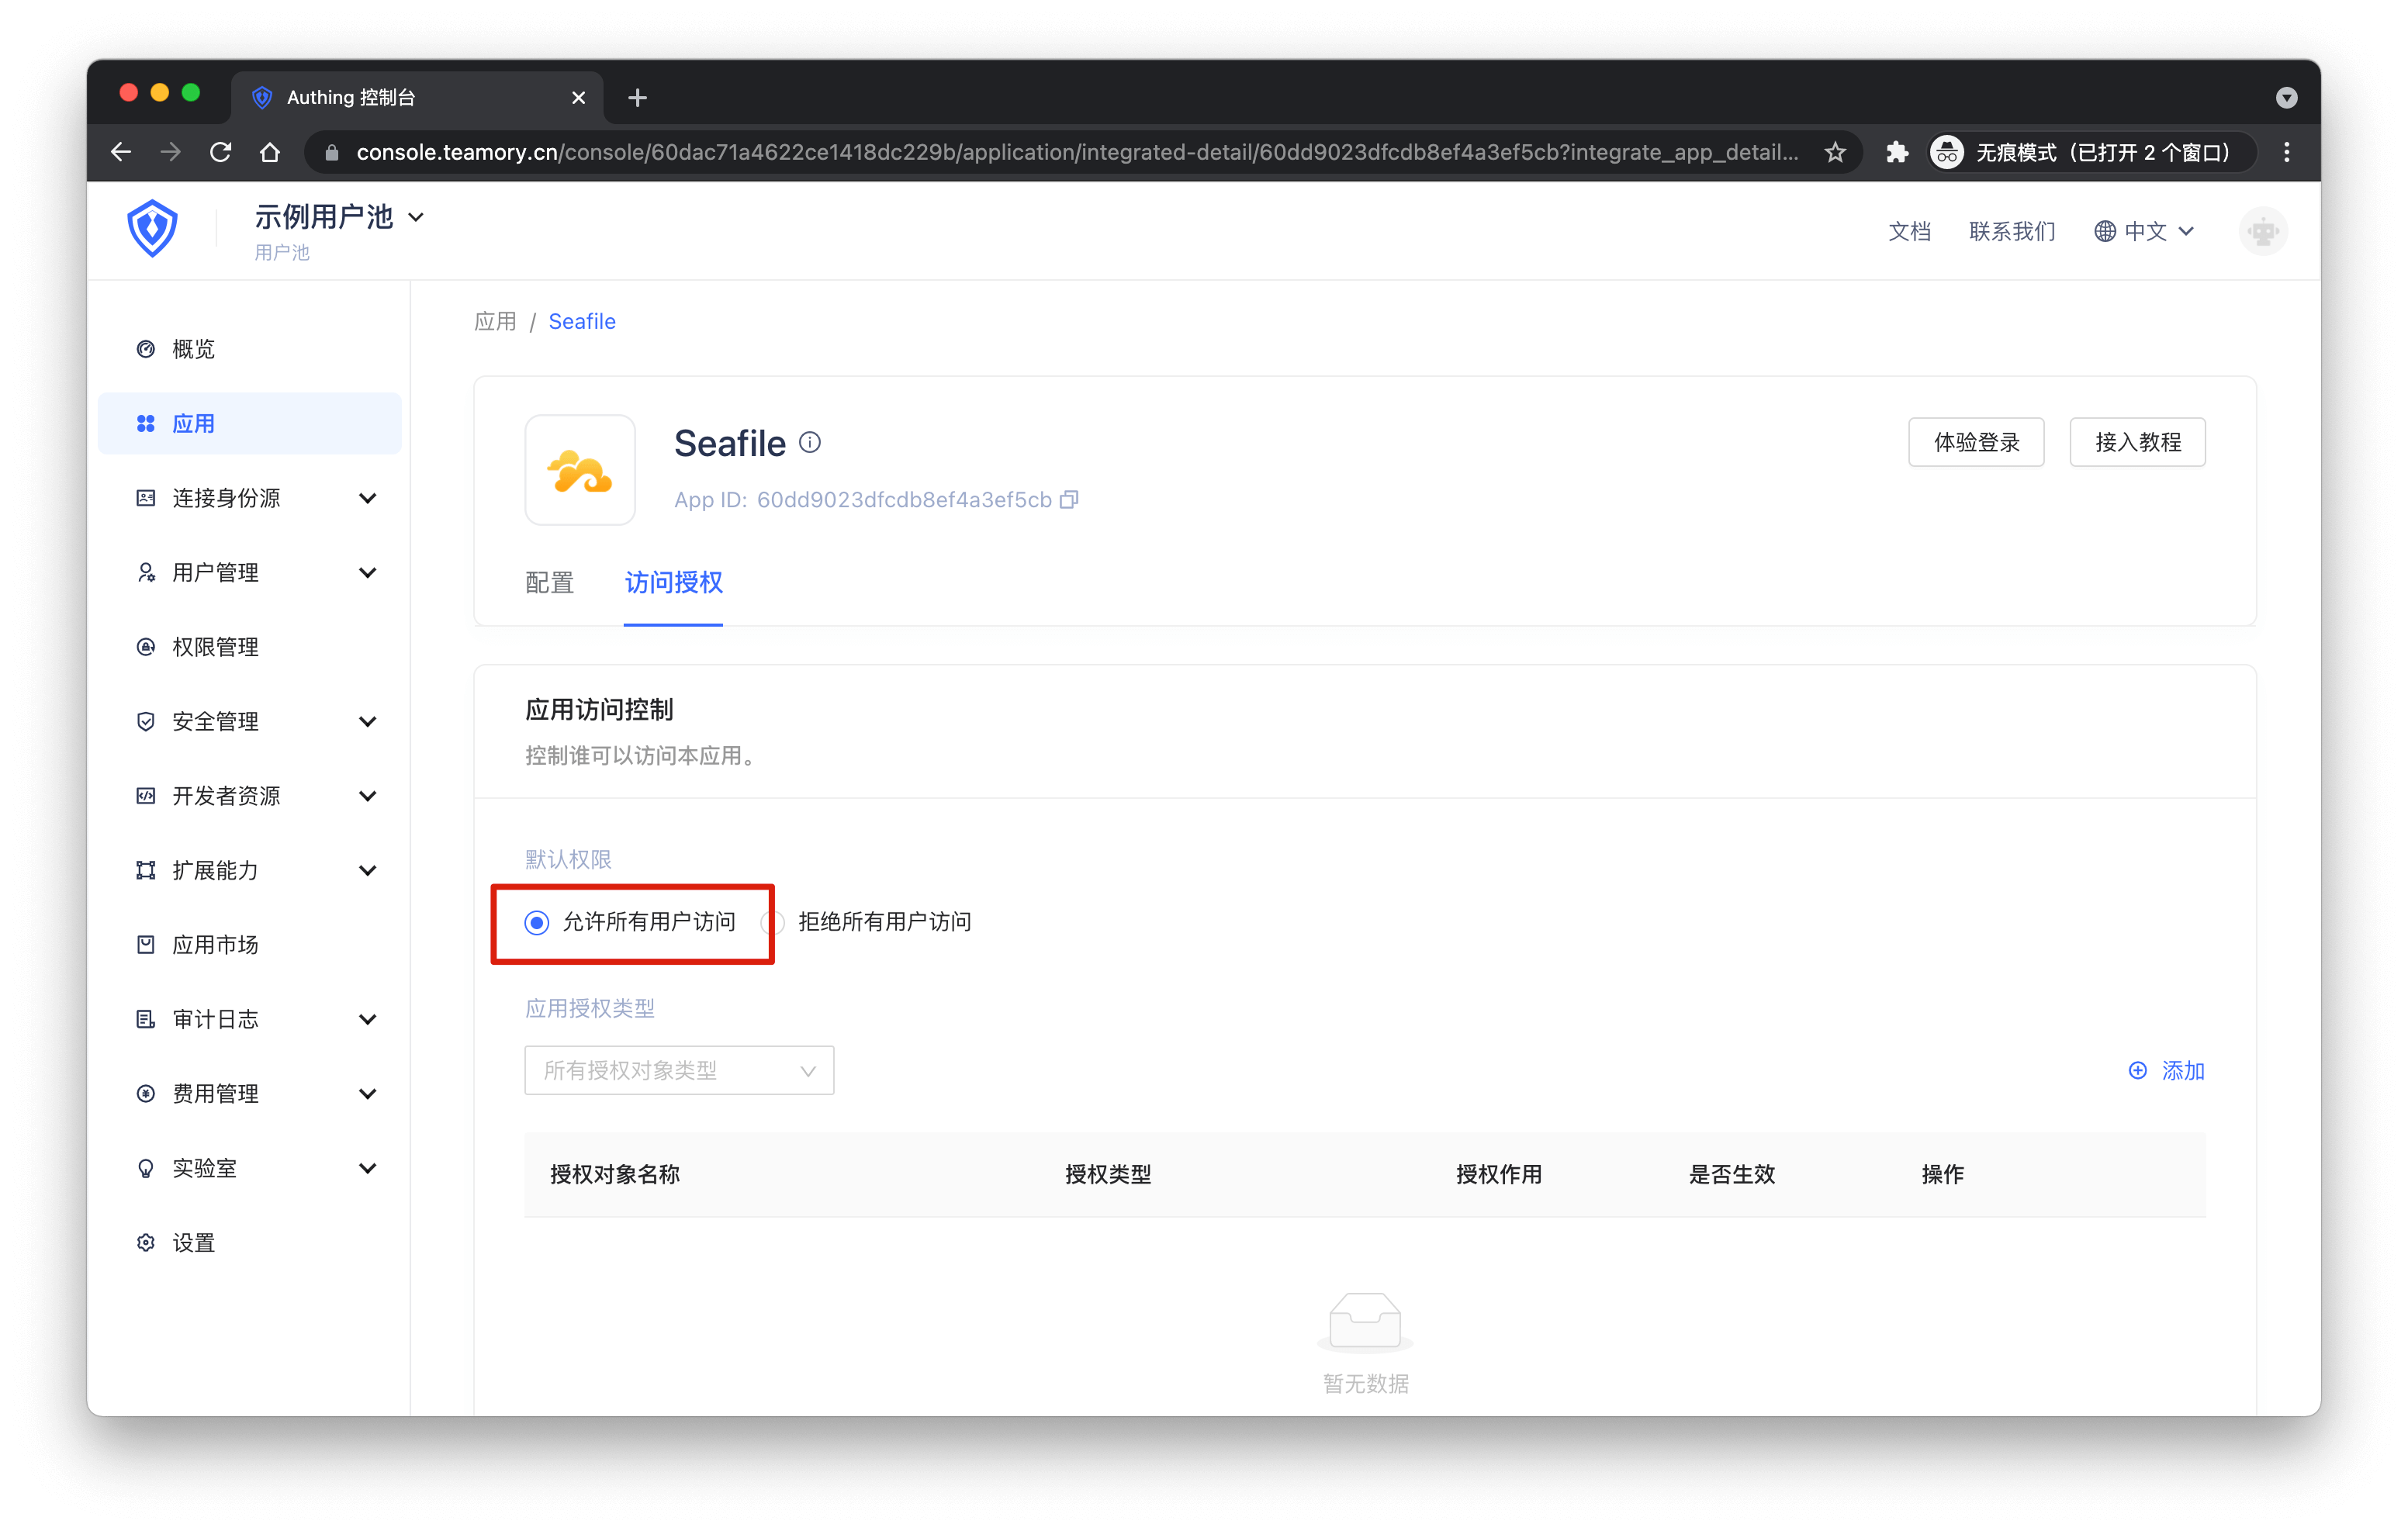 Authing 控制台
console.teamory.cn/console/60dac71a4622ce1418dc229b/application/integrated-detail/60dd9023dfcdb8ef4a3ef5cb?integrate_app_detail...
无痕模式（已打开 2 个窗口）
示例用户池
用户池
文档
联系我们
中文
概览
应用
连接身份源
用户管理
权限管理
安全管理
开发者资源
扩展能力
应用市场
审计日志
费用管理
实验室
设置
应用 / Seafile
Seafile
App ID: 60dd9023dfcdb8ef4a3ef5cb
体验登录
接入教程
配置
访问授权
应用访问控制
控制谁可以访问本应用。
默认权限
允许所有用户访问
拒绝所有用户访问
应用授权类型
所有授权对象类型
添加
授权对象名称 授权类型 授权作用 是否生效 操作
暂无数据